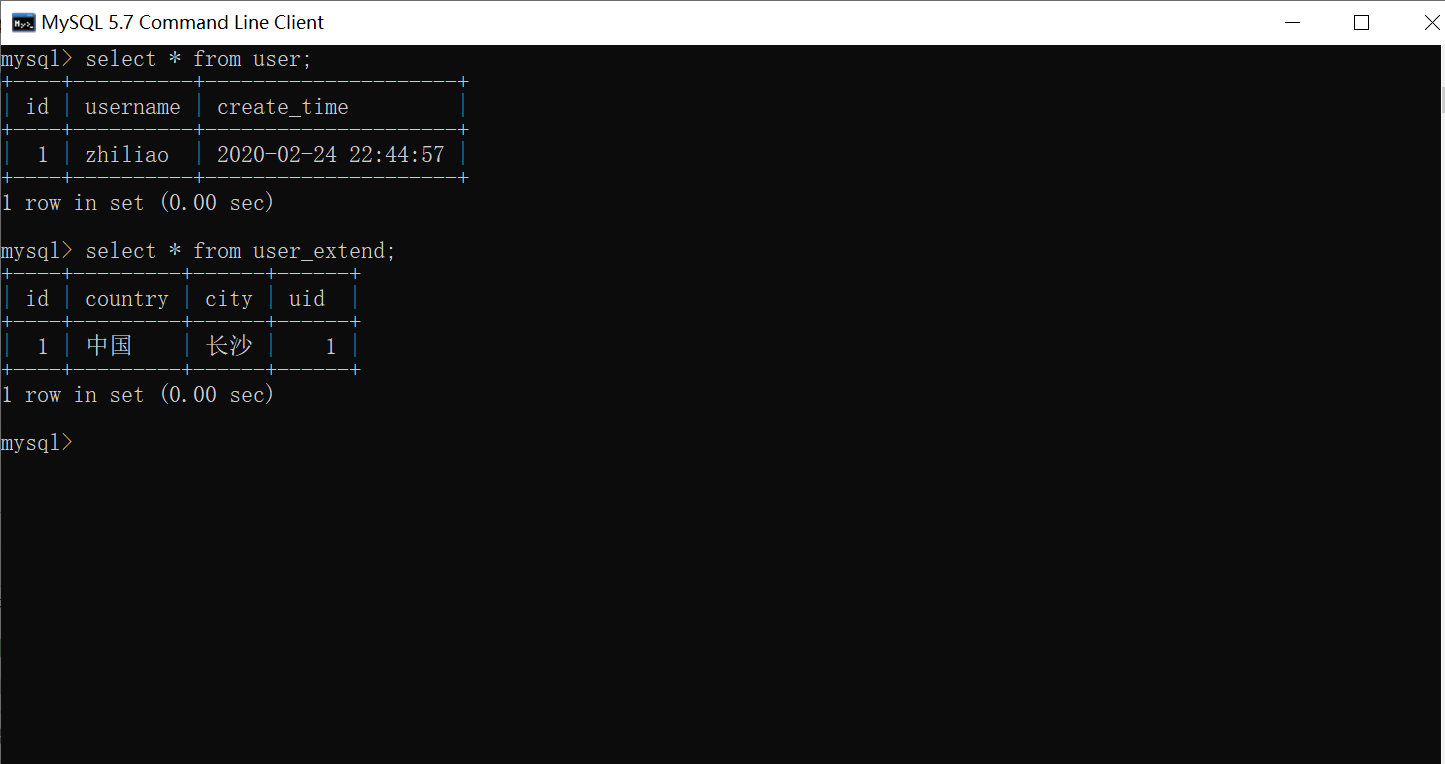 MySQL 5.7 Command Line Client
mysql> select * from user;
+----+----------+---------------------+
| id | username | create_time         |
+----+----------+---------------------+
|  1 | zhiliao  | 2020-02-24 22:44:57 |
+----+----------+---------------------+
1 row in set (0.00 sec)
mysql> select * from user_extend;
+----+---------+------+------+
| id | country | city | uid  |
+----+---------+------+------+
|  1 | 中国    | 长沙 |    1 |
+----+---------+------+------+
1 row in set (0.00 sec)
mysql>